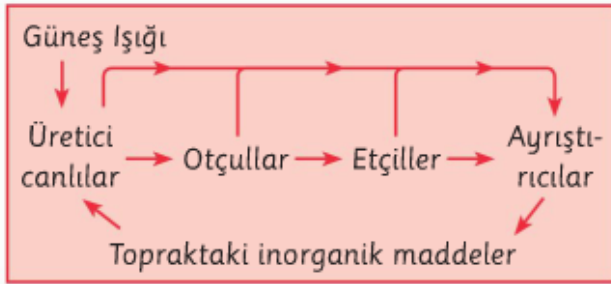 Güneş Işığı
Üretici
canlılar
Otçullar
Etçiller
Ayrıştı-
rıcılar
Topraktaki inorganik maddeler